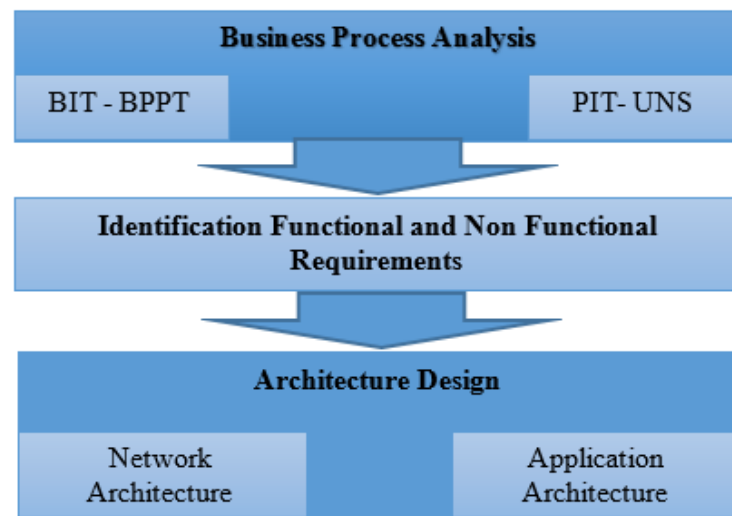 Business Process Analysis
BIT - BPPT
PIT- UNS
Identification Functional and Non Functional
Requirements
Architecture Design
Network
Architecture
Application
Architecture